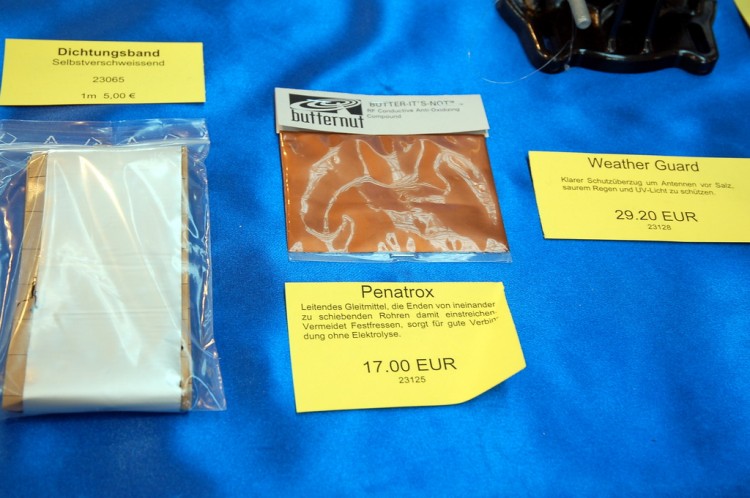 Dichtungsband
Selbstverschweissend
23065
1m 5,00 €
butternut
BUTTER-IT'S-NOT™
RF Conductive Anti-Oxidizing
Compound
Penatrox
Leitendes Gleitmittel, die Enden von ineinander
zu schiebenden Rohren damit einstreichen.
Vermeidet Festfressen, sorgt für gute Verbin
dung ohne Elektrolyse.
17.00 EUR
23125
Weather Guard
Klarer Schutzüberzug um Antennen vor Salz,
saurem Regen und UV-Licht zu schützen.
29.20 EUR
23128